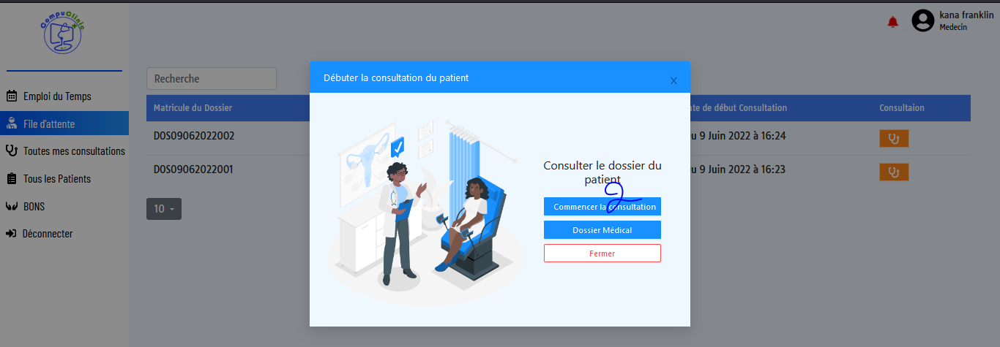 CompuClinic
kana franklin
Medecin
Emploi du Temps
File d'attente
Toutes mes consultations
Tous les Patients
BONS
Déconnecter
Recherche
Matricule du Dossier
te de début Consultation
Consultaion
DOS09062022002
u 9 Juin 2022 à 16:24
DOS09062022001
u 9 Juin 2022 à 16:23
10
Débuter la consultation du patient
x
Consulter le dossier du
patient
2
Commencer la consultation
Dossier Médical
Fermer